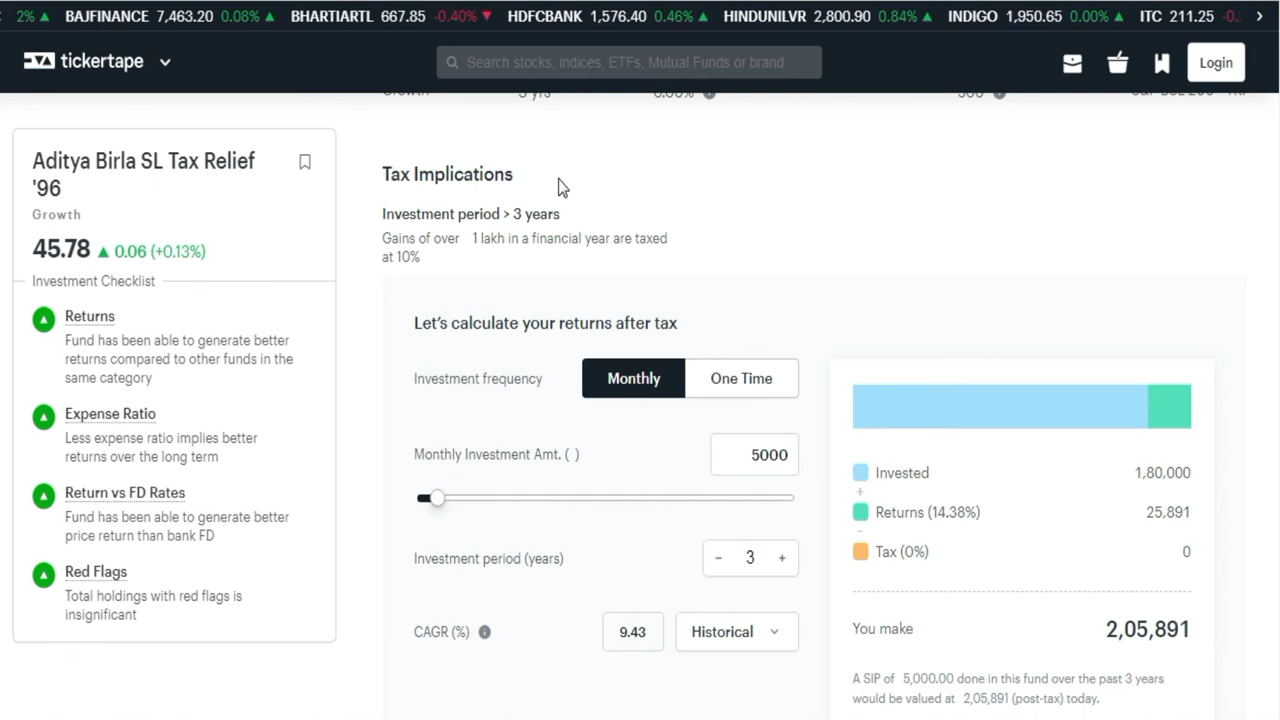 2% ▲ BAJFINANCE 7,463.20 0.08% ▲ BHARTIARTL 667.85 -0.40% ▼ HDFCBANK 1,576.40 0.46% ▲ HINDUNILVR 2,800.90 0.84% ▲ INDIGO 1,950.65 0.00% ▲ ITC 211.25 -0.
tickertape
Search stocks, indices, ETFs, Mutual Funds or brand
Login
Growth 3 yrs 0.00% 500
Aditya Birla SL Tax Relief
'96
Growth
45.78 ▲ 0.06 (+0.13%)
Investment Checklist
Returns
Fund has been able to generate better
returns compared to other funds in the
same category
Expense Ratio
Less expense ratio implies better
returns over the long term
Return vs FD Rates
Fund has been able to generate better
price return than bank FD
Red Flags
Total holdings with red flags is
insignificant
Tax Implications
Investment period > 3 years
Gains of over 1 lakh in a financial year are taxed
at 10%
Let's calculate your returns after tax
Investment frequency Monthly One Time
Monthly Investment Amt. ( ) 5000
Investment period (years) - 3 +
CAGR (%) 9.43 Historical
Invested 1,80,000
+
Returns (14.38%) 25,891
-
Tax (0%) 0
You make 2,05,891
A SIP of 5,000.00 done in this fund over the past 3 years
would be valued at 2,05,891 (post-tax) today.